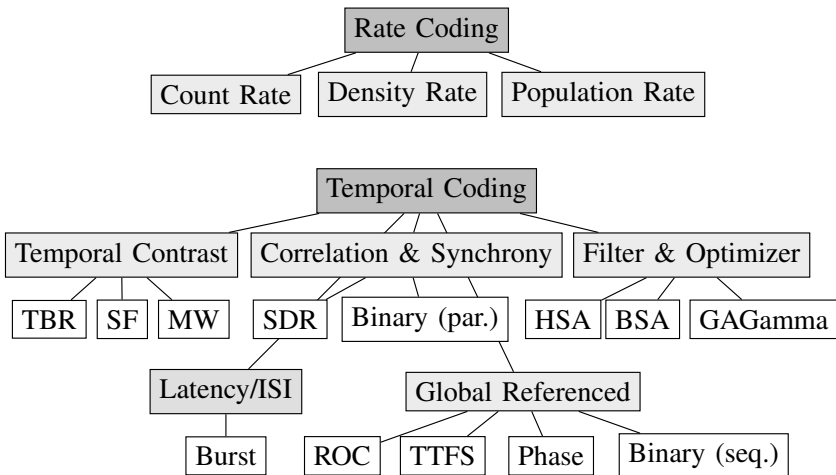 Rate Coding
Count Rate
Density Rate
Population Rate
Temporal Coding
Temporal Contrast
Correlation & Synchrony
Filter & Optimizer
TBR
SF
MW
SDR
Binary (par.)
HSA
BSA
GAGamma
Latency/ISI
Global Referenced
Burst
ROC
TTFS
Phase
Binary (seq.)